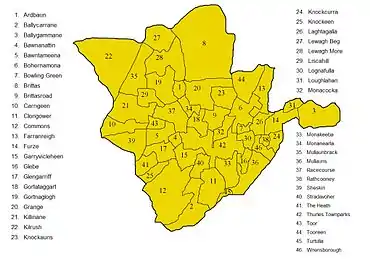 1. Ardbaun
2. Ballycarrane
3. Ballygammane
4. Bawnanattin
5. Bawntameena
6. Bohernamona
7. Bowling Green
8. Brittas
9. Brittasroad
10. Carrigeen
11. Clongower
12. Commons
13. Farranreigh
14. Furze
15. Garryvicleheen
16. Glebe
17. Glengarriff
18. Gortataggart
19. Gortnaglogh
20. Grange
21. Killinane
22. Kilrush
23. Knockauns
24. Knockcurra
25. Knockeen
26. Laghtagalla
27. Lewagh Beg
28. Lewagh More
29. Liscahill
30. Lognafulla
31. Loughlahan
32. Monacocka
33. Monakeeba
34. Monanearla
35. Mullaunbrack
36. Mullauns
37. Racecourse
38. Rathcooney
39. Sheskin
40. Stradavoher
41. The Heath
42. Thurles Townparks
43. Toor
44. Tooreen
45. Turtulla
46. Wrensborough
27
8
22
28
35
44
19
1
20
6
13
29
21
37
34
31
3
10
43
18
9
26
14
39
5
4
32
24
30
38
17
42
46
41
15
40
33
16
36
25
12
11
2